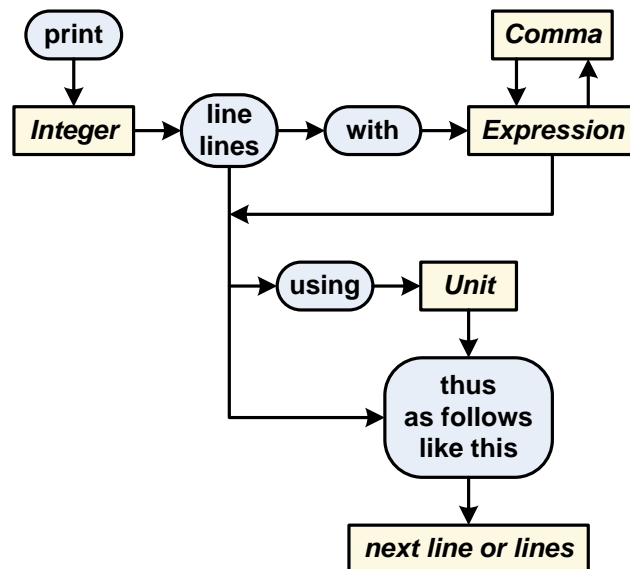 print
Comma
Integer
line
lines
with
Expression
using
Unit
thus
as follows
like this
next line or lines